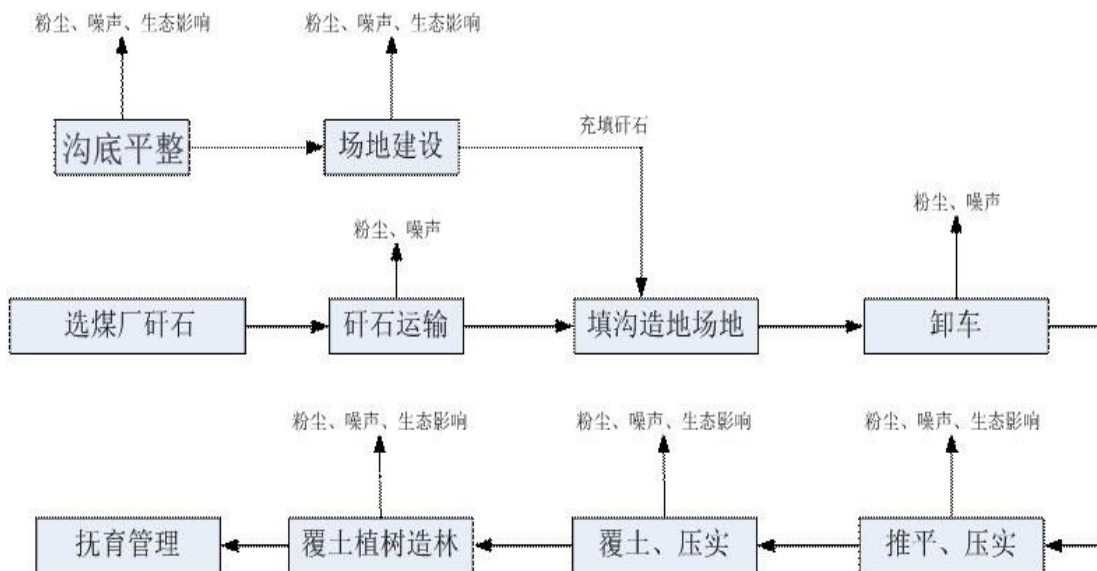 粉尘、噪声、生态影响
粉尘、噪声、生态影响
沟底平整
场地建设
充填矸石
粉尘、噪声
粉尘、噪声
选煤厂矸石
矸石运输
填沟造地场地
卸车
粉尘、噪声、生态影响
粉尘、噪声、生态影响
粉尘、噪声、生态影响
抚育管理
覆土植树造林
覆土、压实
推平、压实